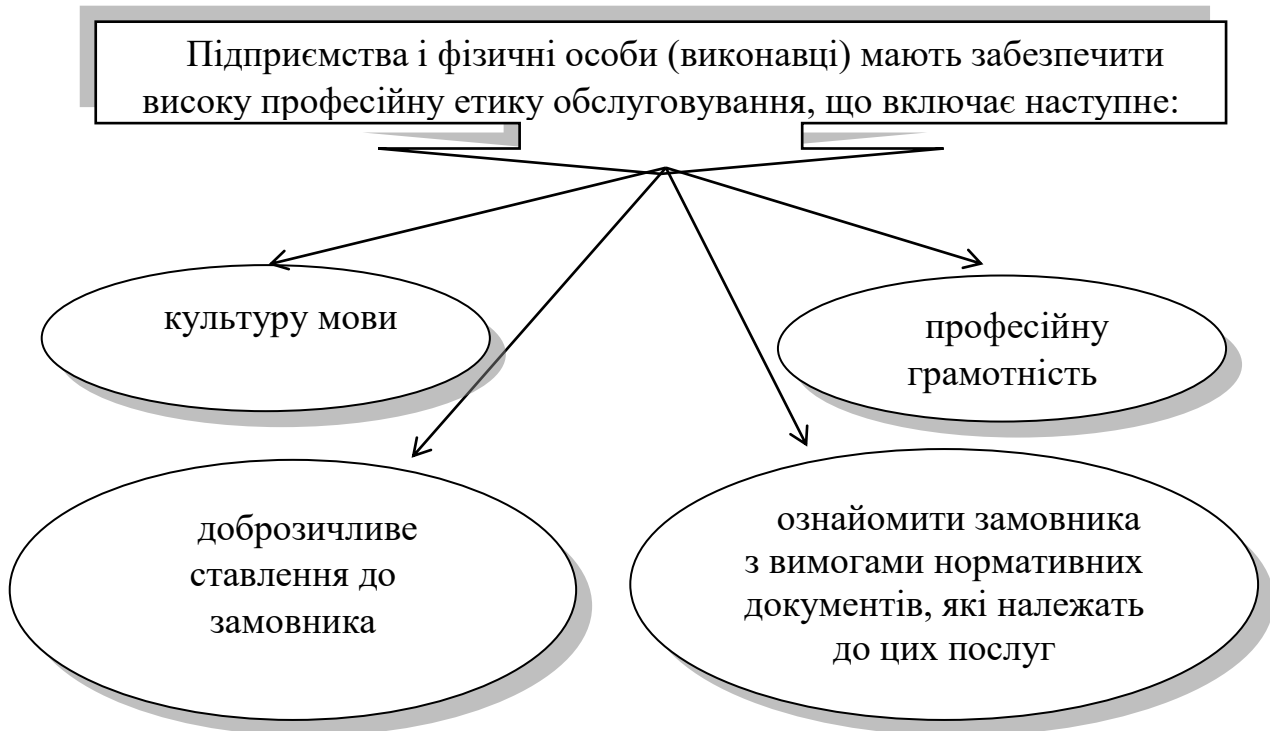 Підприємства і фізичні особи (виконавці) мають забезпечити
високу професійну етику обслуговування, що включає наступне:
культуру мови
професійну
грамотність
доброзичливе
ставлення до
замовника
ознайомити замовника
з вимогами нормативних
документів, які належать
до цих послуг